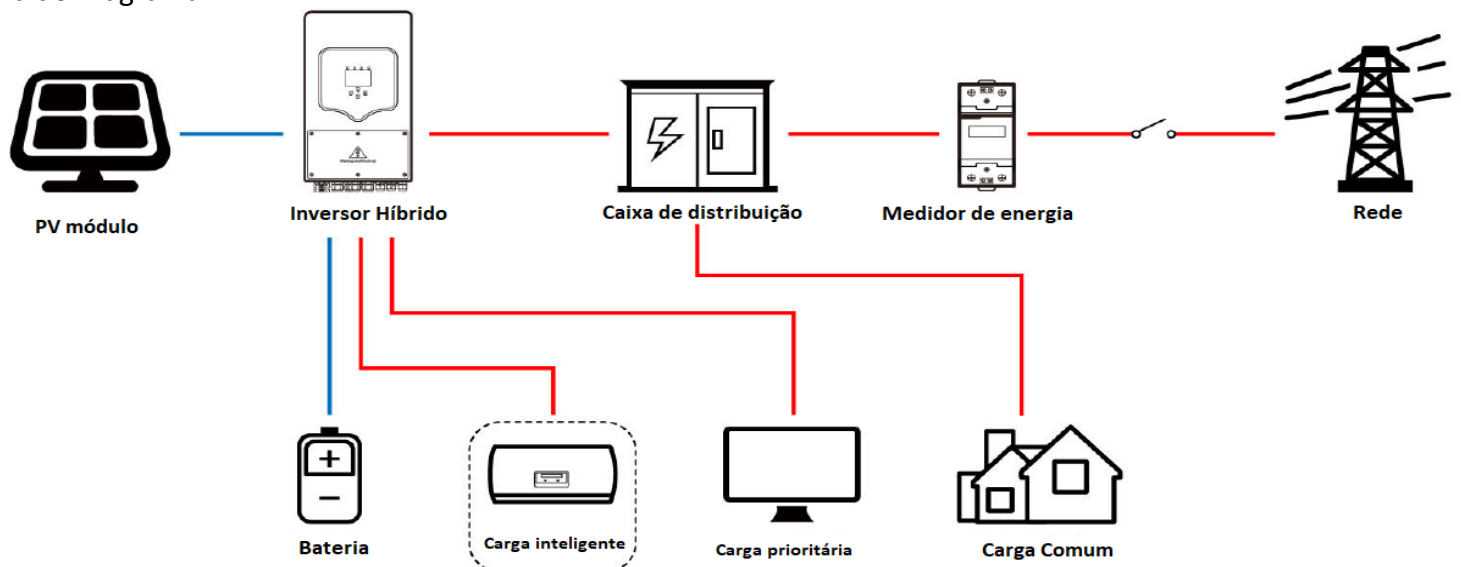 PV módulo
Inversor Híbrido
Caixa de distribuição
Medidor de energia
Rede
Bateria
Carga inteligente
Carga prioritária
Carga Comum